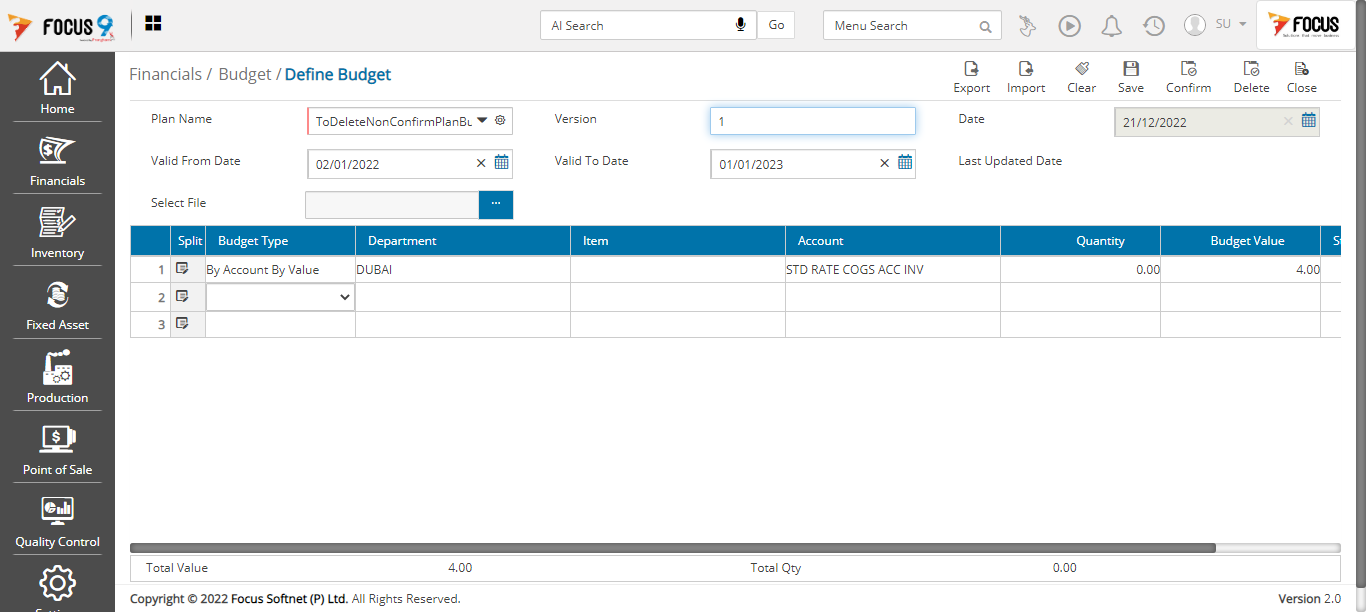 FOCUS 9
AI Search
Go
Menu Search
SU
FOCUS
Home
Financials
Inventory
Fixed Asset
Production
Point of Sale
Quality Control
Financials / Budget / Define Budget
Export Import Clear Save Confirm Delete Close
Plan Name ToDeleteNonConfirmPlanBu Version 1 Date 21/12/2022
Valid From Date 02/01/2022 Valid To Date 01/01/2023 Last Updated Date
Select File ...
Split Budget Type Department Item Account Quantity Budget Value
1 By Account By Value DUBAI STD RATE COGS ACC INV 0.00 4.00
2
3
Total Value 4.00 Total Qty 0.00
Copyright © 2022 Focus Softnet (P) Ltd. All Rights Reserved. Version 2.0